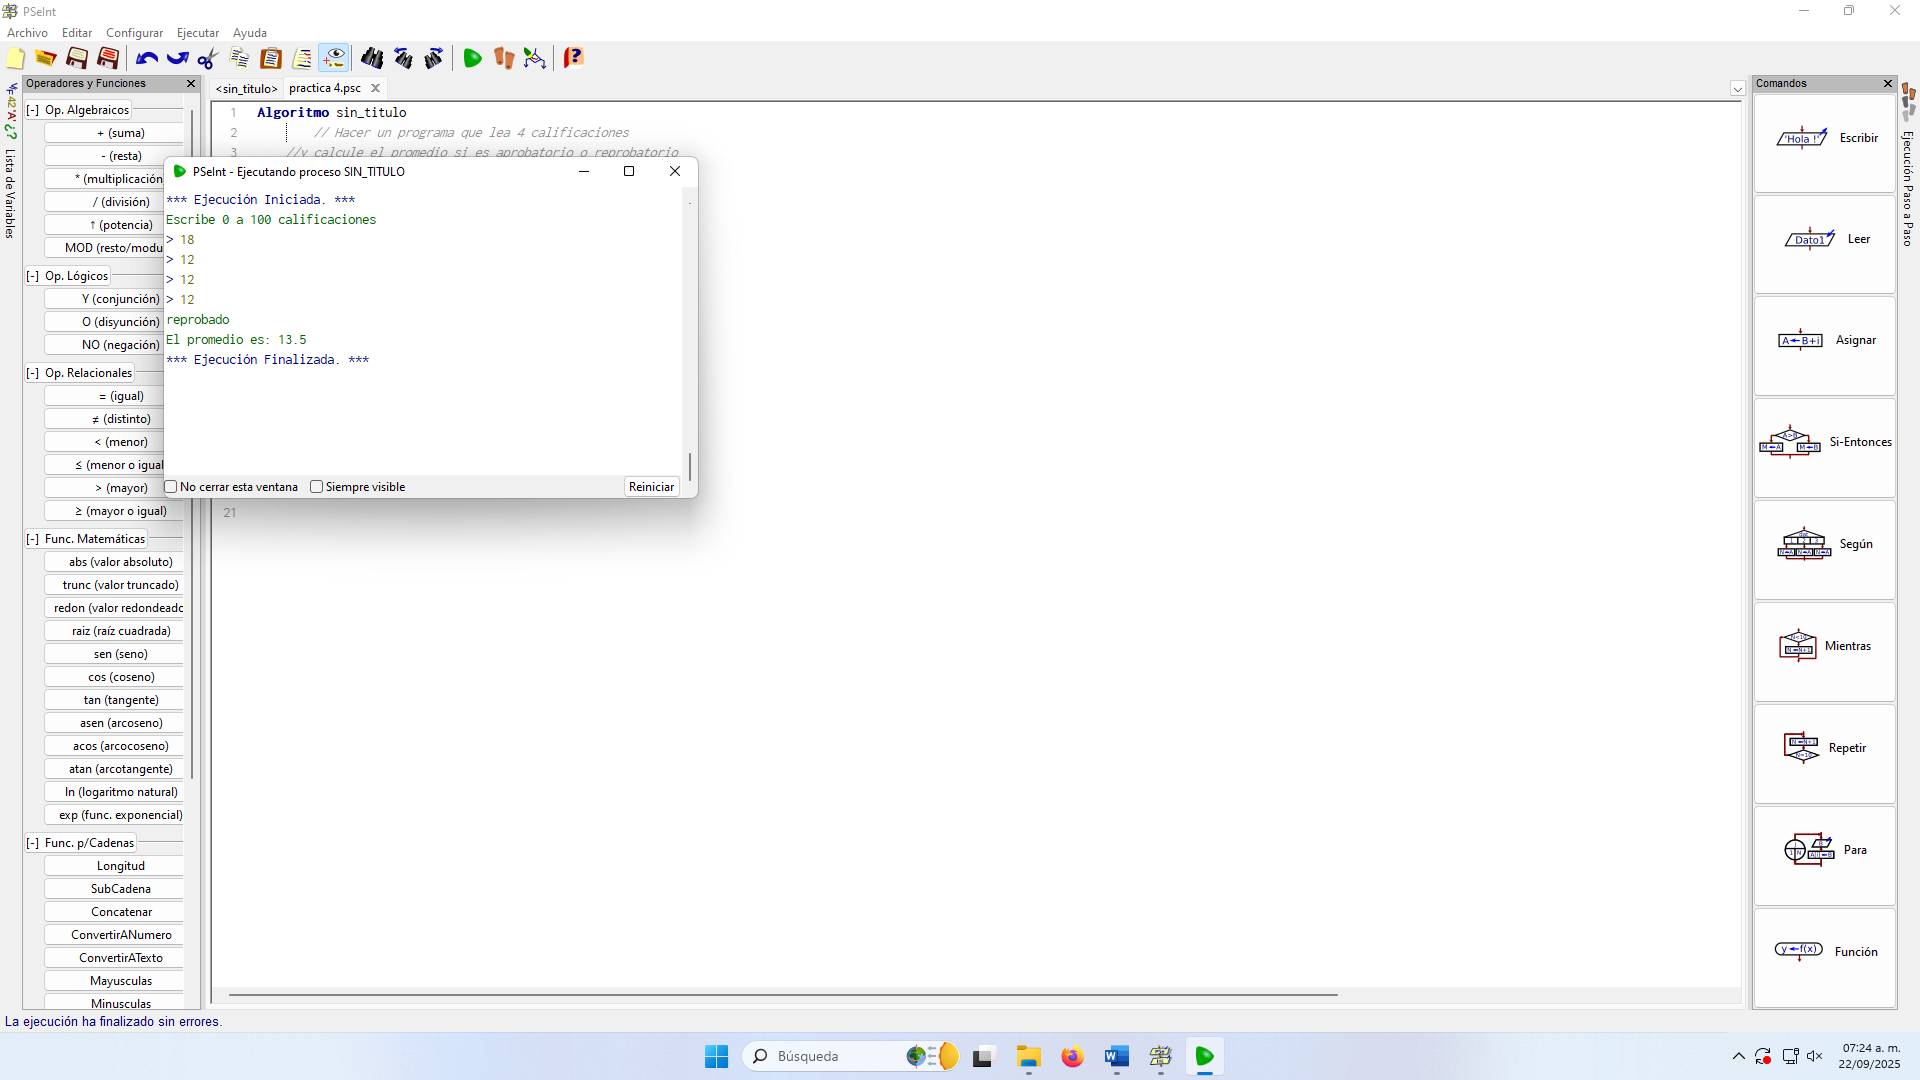 PSeInt
Archivo Editar Configurar Ejecutar Ayuda
Operadores y Funciones
<sin_titulo> practica 4.psc
Comandos
Lista de Variables
[-] Op. Algebraicos
+ (suma)
- (resta)
* (multiplicación
/ (división)
↑ (potencia)
MOD (resto/modu
[-] Op. Lógicos
Y (conjunción)
O (disyunción)
NO (negación)
[-] Op. Relacionales
= (igual)
≠ (distinto)
< (menor)
≤ (menor o igual
> (mayor)
≥ (mayor o igual)
[-] Func. Matemáticas
abs (valor absoluto)
trunc (valor truncado)
redon (valor redondeado
raiz (raíz cuadrada)
sen (seno)
cos (coseno)
tan (tangente)
asen (arcoseno)
acos (arcocoseno)
atan (arcotangente)
ln (logaritmo natural)
exp (func. exponencial)
[-] Func. p/Cadenas
Longitud
SubCadena
Concatenar
ConvertirANumero
ConvertirATexto
Mayusculas
Minusculas
1 Algoritmo sin_titulo
2 // Hacer un programa que lea 4 calificaciones
3 //y calcule el promedio si es aprobatorio o reprobatorio
21
PSeInt - Ejecutando proceso SIN_TITULO
*** Ejecución Iniciada. ***
Escribe 0 a 100 calificaciones
> 18
> 12
> 12
> 12
reprobado
El promedio es: 13.5
*** Ejecución Finalizada. ***
No cerrar esta ventana Siempre visible Reiniciar
'Hola !' Escribir
Dato1 Leer
A←B+i Asignar
A>B M←A M←B Si-Entonces
Según
Mientras
Repetir
Para
y←f(x) Función
Ejecución Paso a Paso
La ejecución ha finalizado sin errores.
Búsqueda
07:24 a. m.
22/09/2025